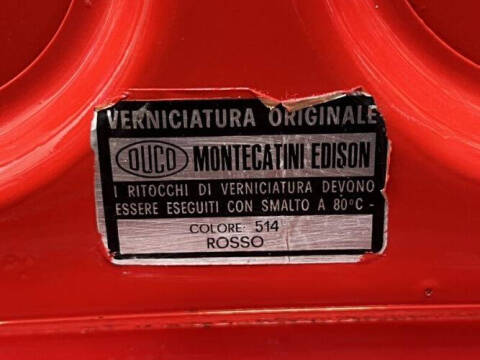 VERNICIATURA ORIGINALE
DUCO MONTECATINI EDISON
I RITOCCHI DI VERNICIATURA DEVONO
ESSERE ESEGUITI CON SMALTO A 80°C -
COLORE: 514
ROSSO